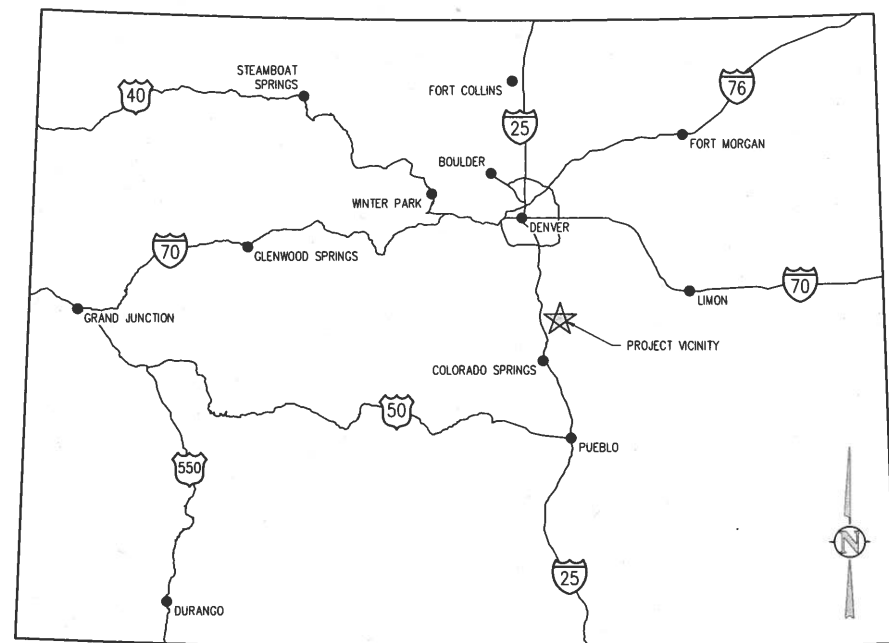 STEAMBOAT
SPRINGS
40
FORT COLLINS
76
25
FORT MORGAN
BOULDER
WINTER PARK
DENVER
70
GLENWOOD SPRINGS
70
LIMON
GRAND JUNCTION
PROJECT VICINITY
COLORADO SPRINGS
50
PUEBLO
550
N
25
DURANGO